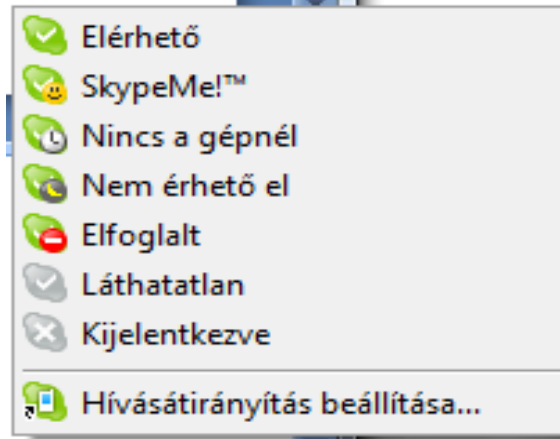 Elérhető
SkypeMe!™
Nincs a gépnél
Nem érhető el
Elfoglalt
Láthatatlan
Kijelentkezve
Hívásátirányítás beállítása...